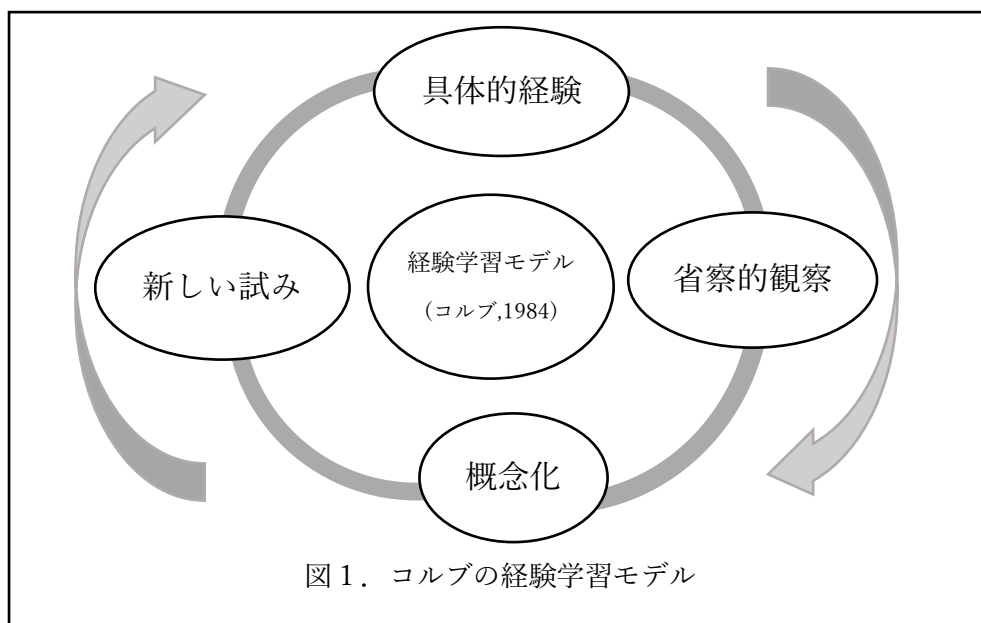 具体的経験
新しい試み
経験学習モデル
(コルブ,1984)
省察的観察
概念化
図１．コルブの経験学習モデル